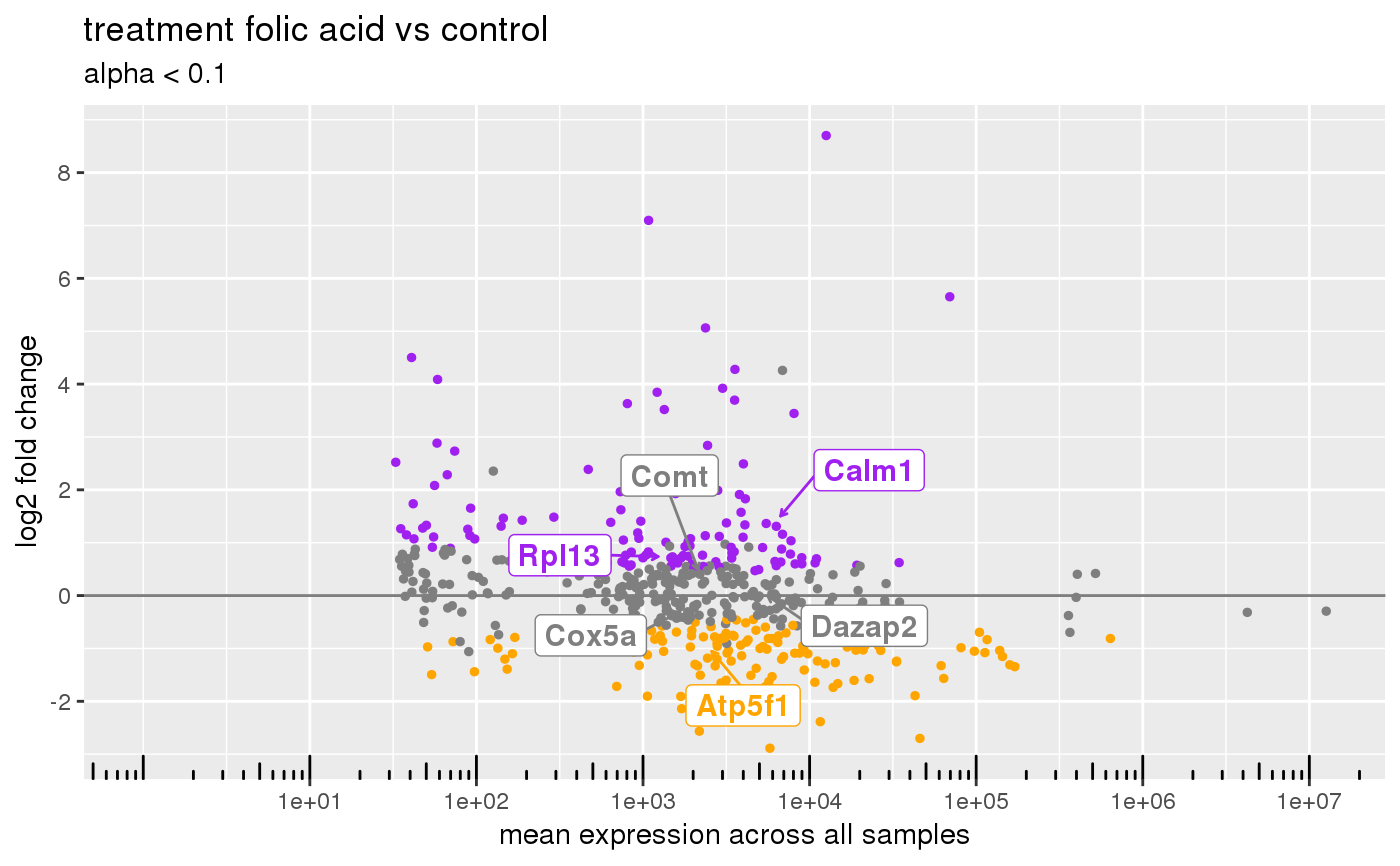 treatment folic acid vs control
alpha < 0.1
log2 fold change
8
6
4
2
0
-2
Comt
Calm1
Rpl13
Cox5a
Dazap2
Atp5f1
1e+01
1e+02
1e+03
1e+04
1e+05
1e+06
1e+07
mean expression across all samples